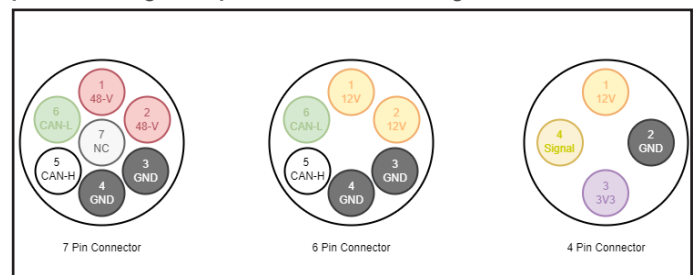 1
48-V
2
48-V
3
GND
4
GND
5
CAN-H
6
CAN-L
7
NC
7 Pin Connector
1
12V
2
12V
3
GND
4
GND
5
CAN-H
6
CAN-L
6 Pin Connector
1
12V
2
GND
3
3V3
4
Signal
4 Pin Connector